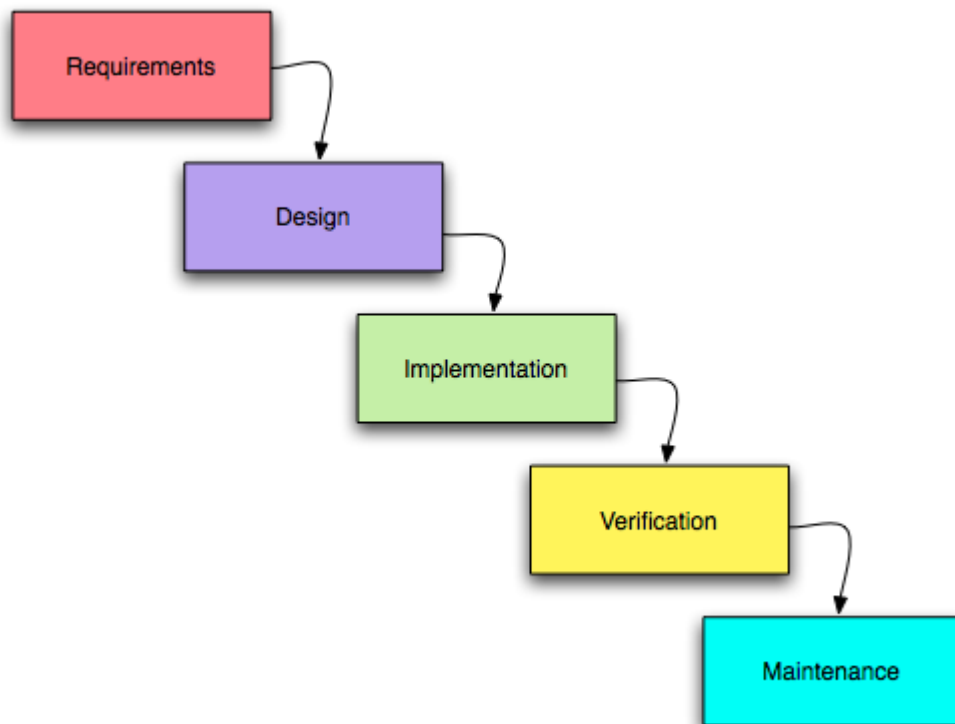 Requirements
Design
Implementation
Verification
Maintenance